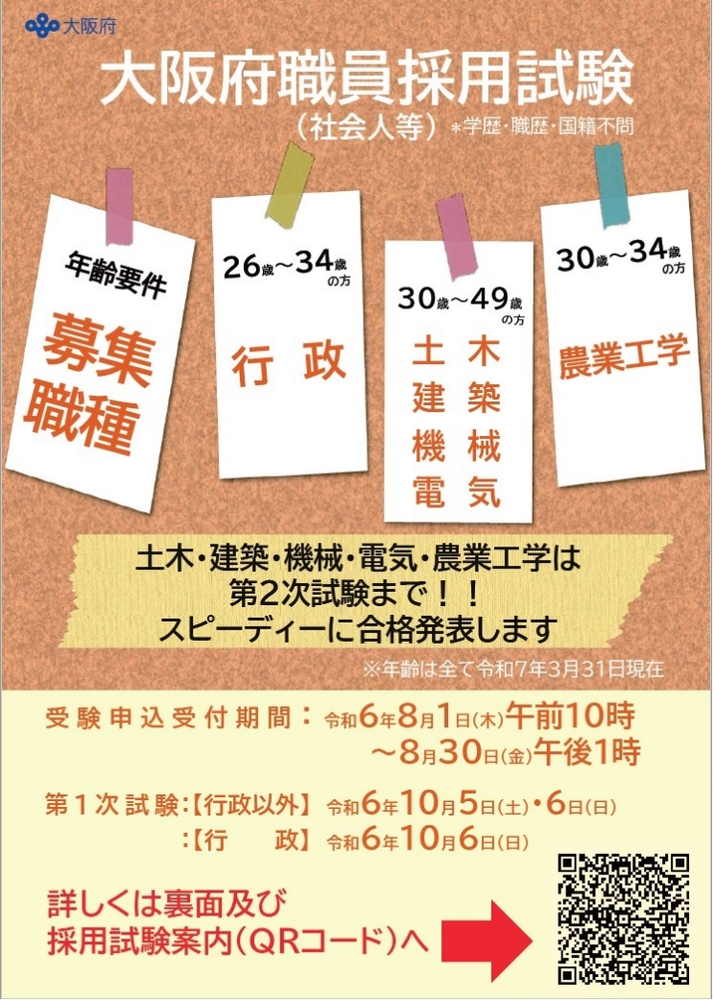 大阪府
大阪府職員採用試験
（社会人等）＊学歴・職歴・国籍不問
年齢要件
募集
職種
26歳～34歳
の方
行政
30歳～49歳
の方
土木
建築
機械
電気
30歳～34歳
の方
農業工学
土木・建築・機械・電気・農業工学は
第2次試験まで！！
スピーディーに合格発表します
※年齢は全て令和7年3月31日現在
受験申込受付期間：令和6年8月1日(木)午前10時
～8月30日(金)午後1時
第1次試験：【行政以外】 令和6年10月5日(土)・6日(日)
：【行　政】 令和6年10月6日(日)
詳しくは裏面及び
採用試験案内（QRコード）へ